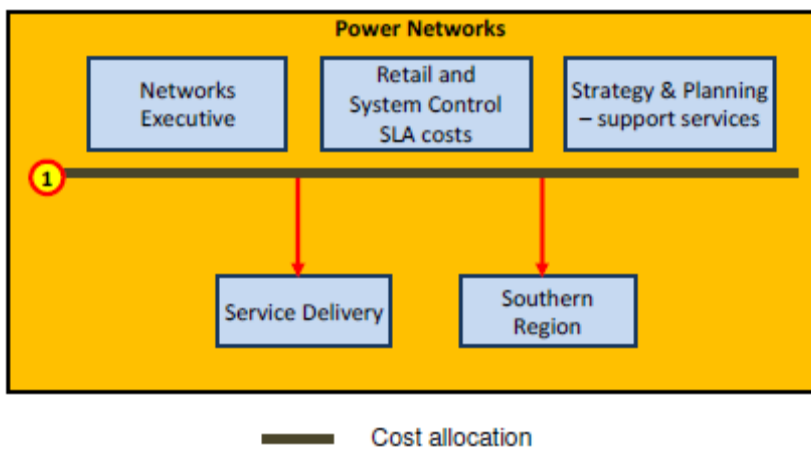 Power Networks
Networks
Executive
Retail and
System Control
SLA costs
Strategy & Planning
– support services
1
Service Delivery
Southern
Region
Cost allocation